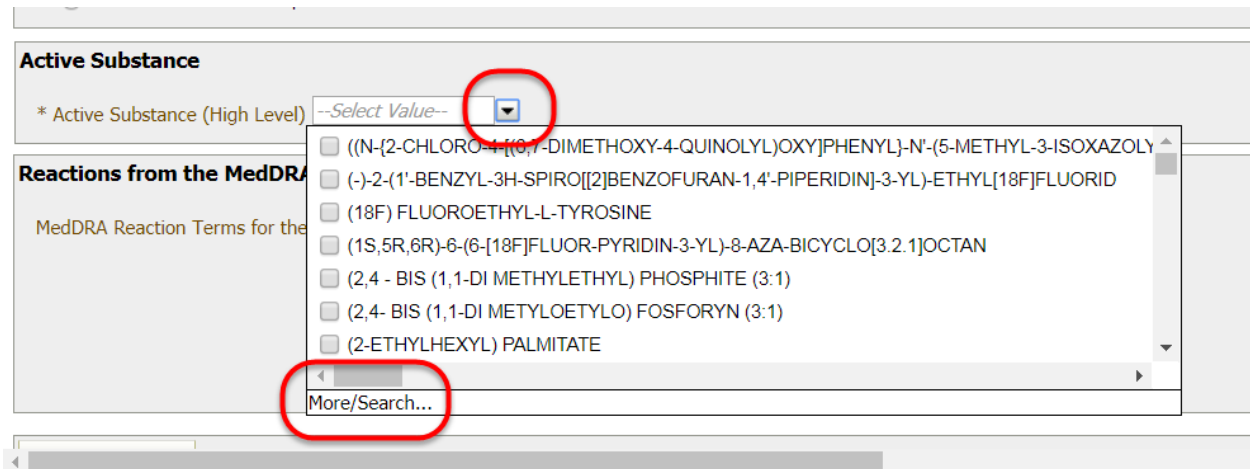 Active Substance
* Active Substance (High Level) --Select Value--
((N-{2-CHLORO-4-[(6,7-DIMETHOXY-4-QUINOLYL)OXY]PHENYL}-N'-(5-METHYL-3-ISOXAZOLY
Reactions from the MedDRA
(-)-2-(1'-BENZYL-3H-SPIRO[[2]BENZOFURAN-1,4'-PIPERIDIN]-3-YL)-ETHYL[18F]FLUORID
(18F) FLUOROETHYL-L-TYROSINE
MedDRA Reaction Terms for the
(1S,5R,6R)-6-(6-[18F]FLUOR-PYRIDIN-3-YL)-8-AZA-BICYCLO[3.2.1]OCTAN
(2,4 - BIS (1,1-DI METHYLETHYL) PHOSPHITE (3:1)
(2,4- BIS (1,1-DI METYLOETYLO) FOSFORYN (3:1)
(2-ETHYLHEXYL) PALMITATE
More/Search...